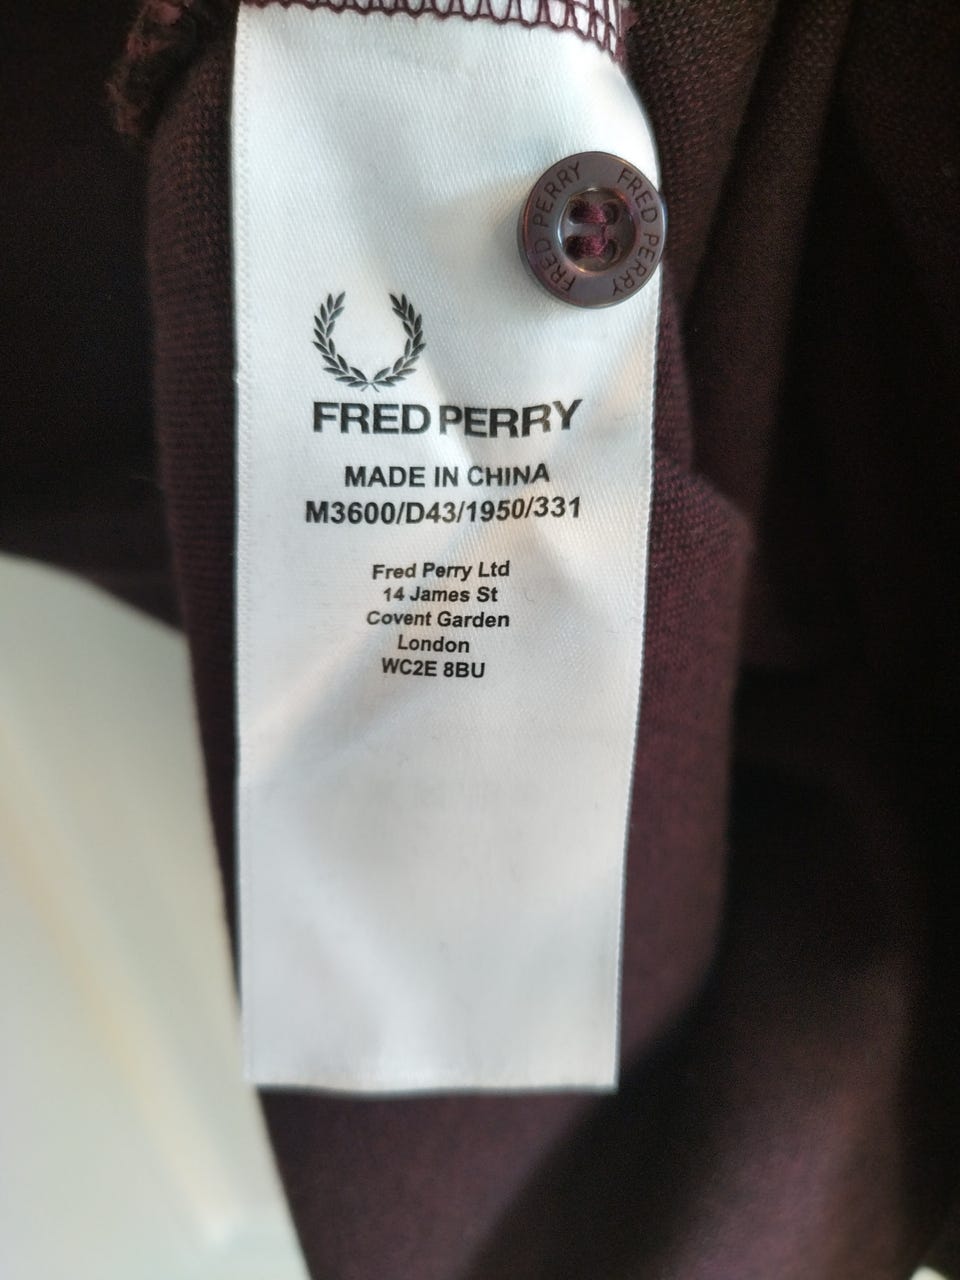 FRED PERRY FRED PERRY
FRED PERRY
MADE IN CHINA
M3600/D43/1950/331
Fred Perry Ltd
14 James St
Covent Garden
London
WC2E 8BU